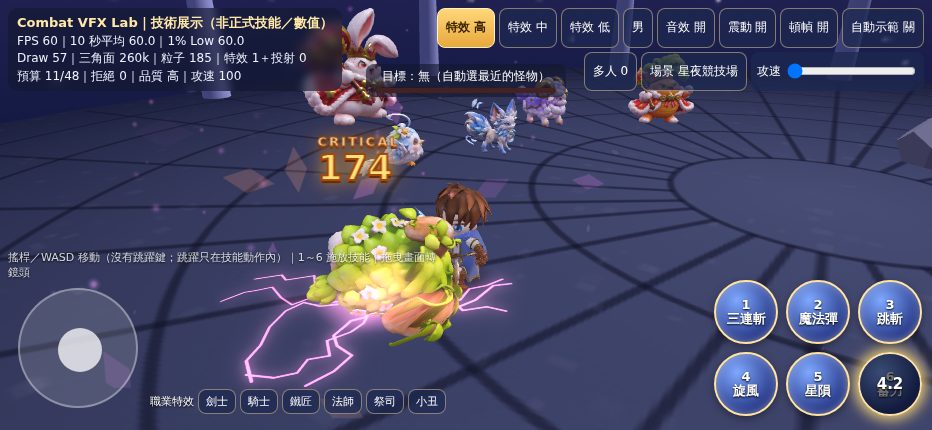 Combat VFX Lab｜技術展示（非正式技能／數值）
FPS 60｜10 秒平均 60.0｜1% Low 60.0
Draw 57｜三角面 260k｜粒子 185｜特效 1＋投射 0
預算 11/48｜拒絕 0｜品質 高｜攻速 100
特效 高
特效 中
特效 低
男
音效 開
震動 開
頓幀 開
自動示範 關
目標：無（自動選最近的怪物）
多人 0
場景 星夜競技場
攻速
CRITICAL
174
搖桿／WASD 移動（沒有跳躍鍵；跳躍只在技能動作內）｜1～6 施放技能｜拖曳畫面轉
鏡頭
1
三連斬
2
魔法彈
3
跳斬
4
旋風
5
星隕
4.2
職業特效
劍士
騎士
鐵匠
法師
祭司
小丑